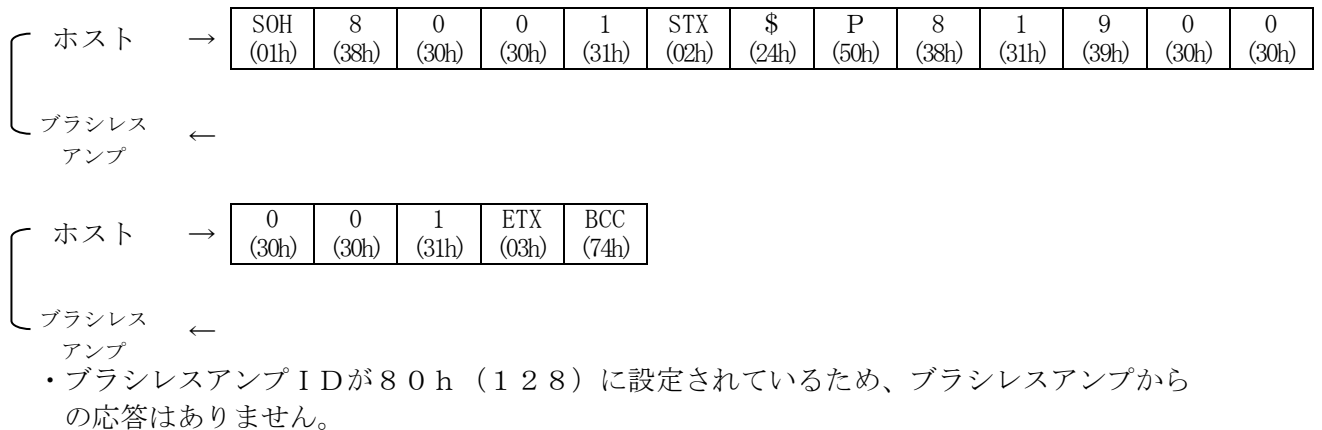 ホスト → SOH 8 0 0 1 STX $ P 8 1 9 0 0
(01h) (38h) (30h) (30h) (31h) (02h) (24h) (50h) (38h) (31h) (39h) (30h) (30h)
ブラシレス ←
アンプ
ホスト → 0 0 1 ETX BCC
(30h) (30h) (31h) (03h) (74h)
ブラシレス ←
アンプ
・ブラシレスアンプＩＤが８０ｈ（１２８）に設定されているため、ブラシレスアンプから
の応答はありません。